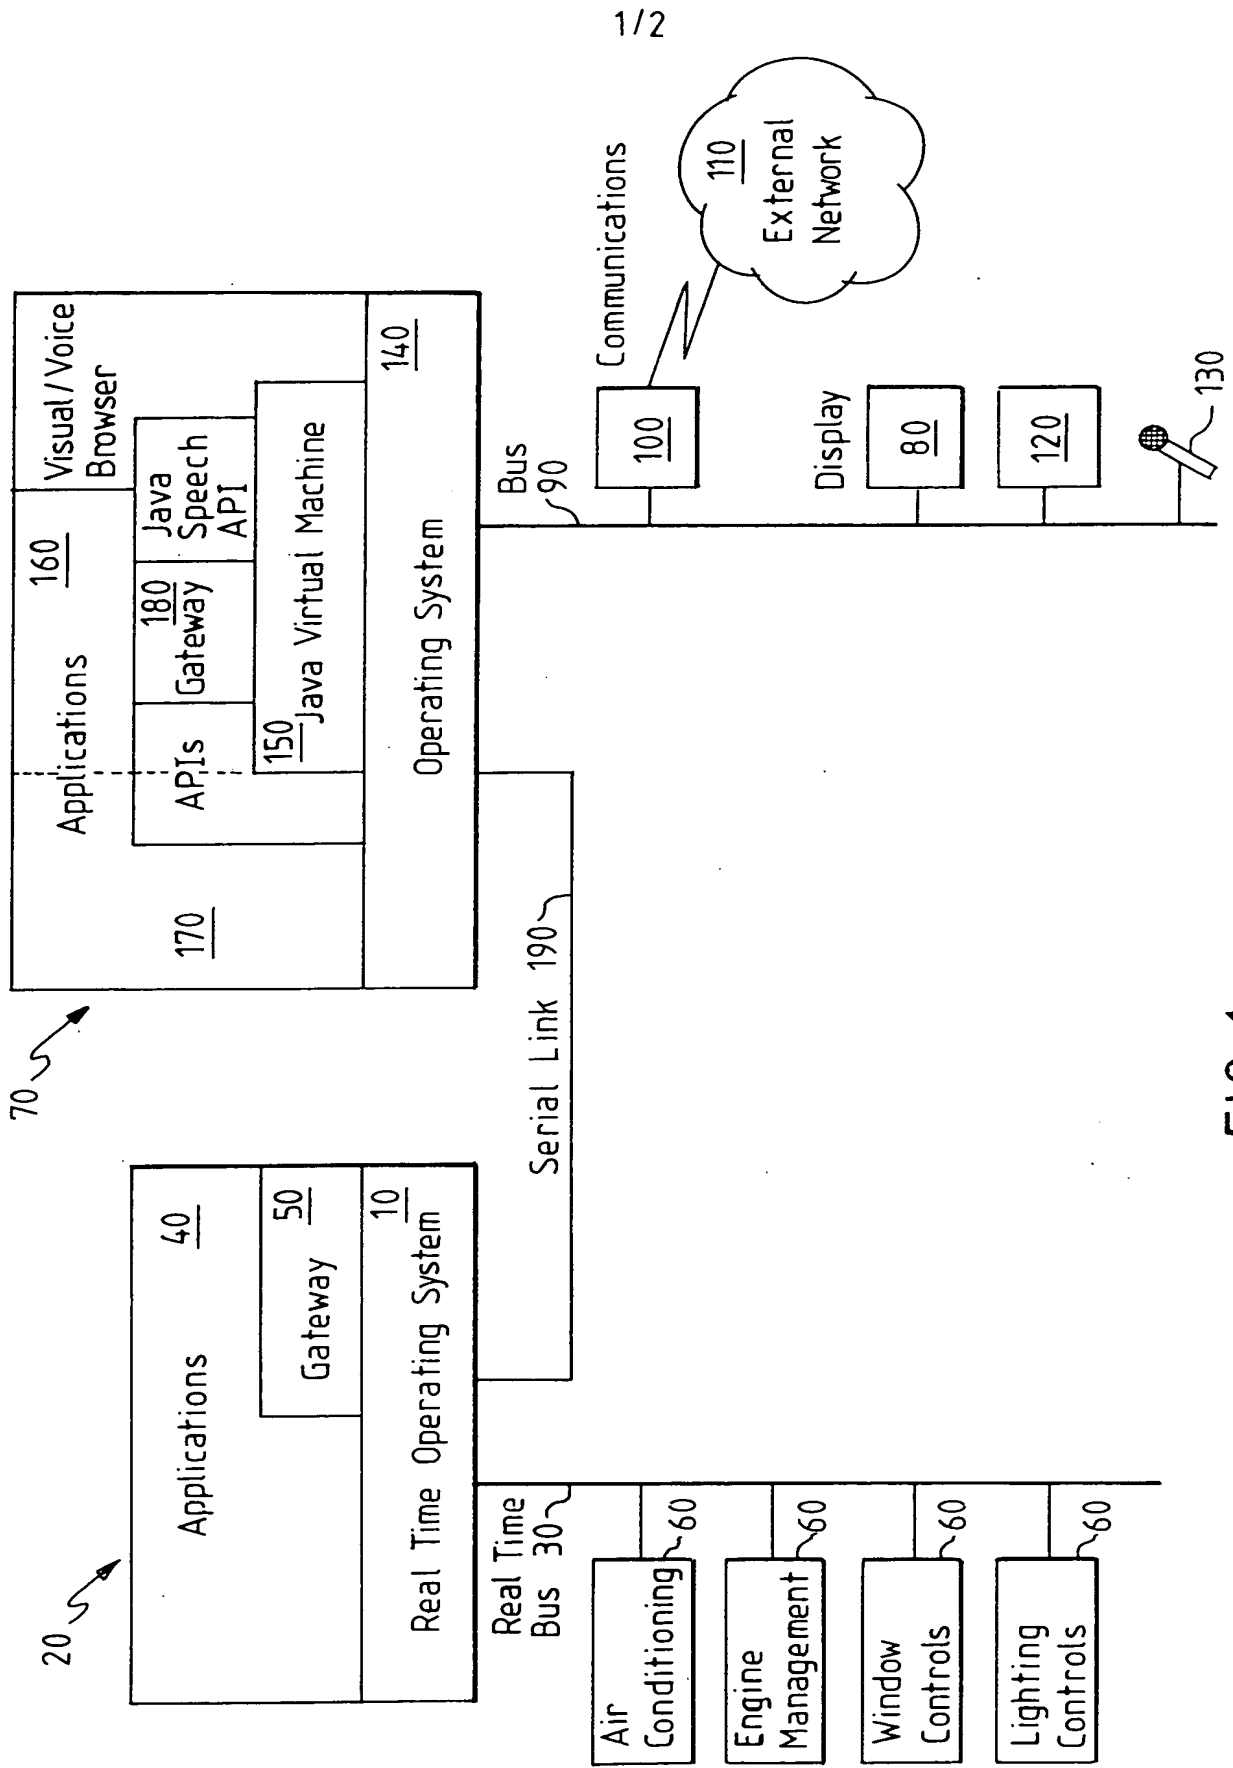 1/2
70
170
Applications
160
Visual/Voice
Browser
APIs
180
Gateway
Java
Speech
API
150
Java Virtual Machine
Operating System
140
20
Applications
40
Gateway
50
Real Time Operating System
10
Serial Link 190
Real Time
Bus 30
Air
Conditioning
60
Engine
Management
60
Window
Controls
60
Lighting
Controls
60
Bus
90
100
Communications
110
External
Network
Display
80
120
130